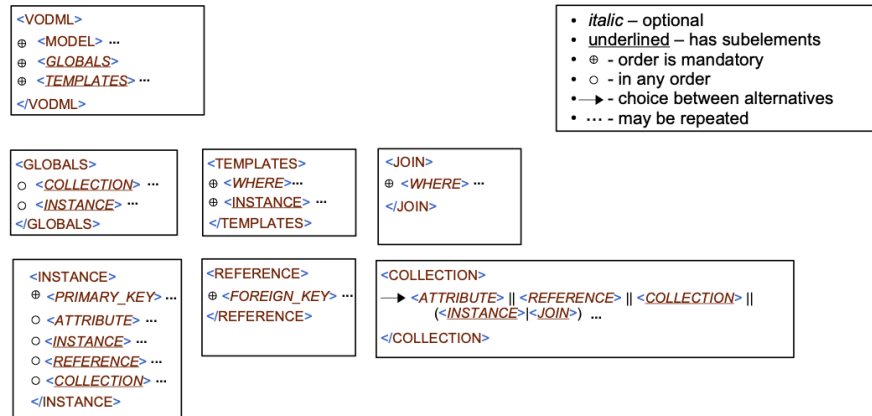 <VODML>
⊕ <MODEL> ...
⊕ <GLOBALS>
⊕ <TEMPLATES> ...
</VODML>
• italic – optional
• underlined – has subelements
• ⊕ - order is mandatory
• ○ - in any order
• → - choice between alternatives
• ... - may be repeated
<GLOBALS>
○ <COLLECTION> ...
○ <INSTANCE> ...
</GLOBALS>
<TEMPLATES>
⊕ <WHERE>...
⊕ <INSTANCE> ...
</TEMPLATES>
<JOIN>
⊕ <WHERE> ...
</JOIN>
<INSTANCE>
⊕ <PRIMARY_KEY> ...
○ <ATTRIBUTE> ...
○ <INSTANCE> ...
○ <REFERENCE> ...
○ <COLLECTION> ...
</INSTANCE>
<REFERENCE>
⊕ <FOREIGN_KEY> ...
</REFERENCE>
<COLLECTION>
→ <ATTRIBUTE> || <REFERENCE> || <COLLECTION> ||
(<INSTANCE>|<JOIN>) ...
</COLLECTION>